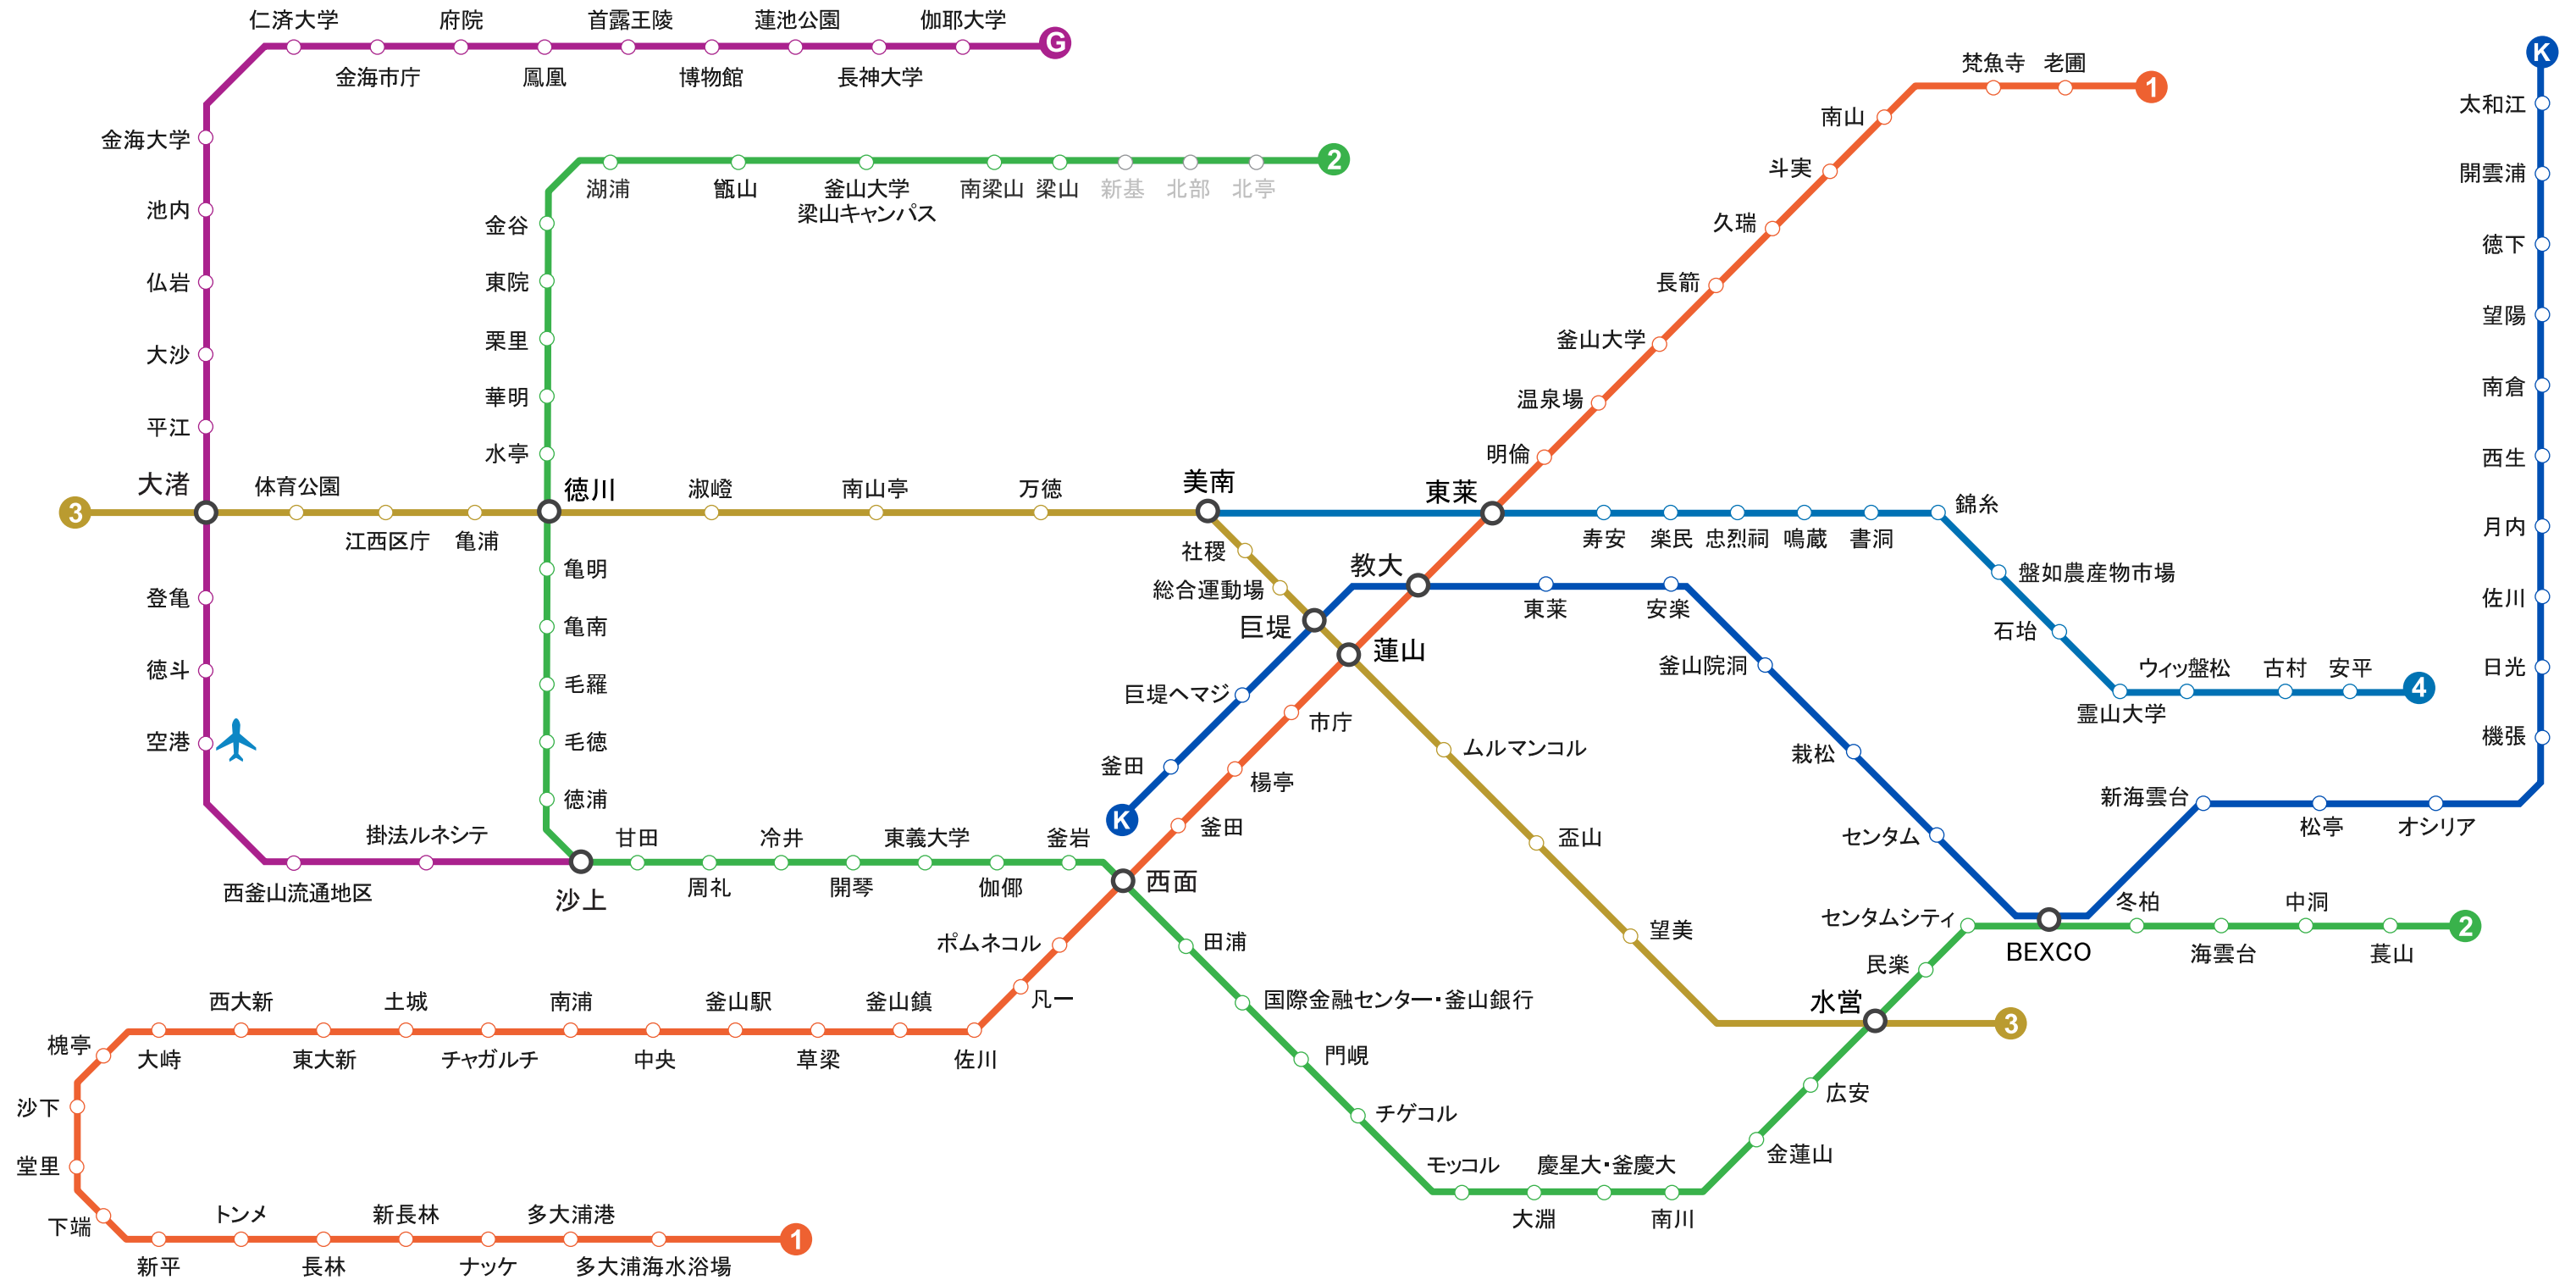 仁済大学
府院
首露王陵
蓮池公園
伽耶大学
G
金海市庁
鳳凰
博物館
長神大学
金海大学
池内
仏岩
大沙
平江
大渚
登亀
徳斗
空港
掛法ルネシテ
西釜山流通地区
沙上
2
湖浦
甑山
釜山大学
梁山キャンパス
南梁山
梁山
新基
北部
北亭
金谷
東院
栗里
華明
水亭
徳川
亀明
亀南
毛羅
毛徳
徳浦
甘田
周礼
冷井
開琴
東義大学
伽倻
釜岩
西面
田浦
国際金融センター・釜山銀行
門峴
チゲコル
モッコル
大淵
慶星大・釜慶大
南川
金蓮山
広安
水営
民楽
センタムシティ
BEXCO
冬柏
海雲台
中洞
萇山
2
3
体育公園
江西区庁
亀浦
淑嶝
南山亭
万徳
美南
社稷
総合運動場
巨堤
蓮山
ムルマンコル
盃山
望美
3
東莱
寿安
楽民
忠烈祠
鳴蔵
書洞
錦糸
盤如農産物市場
石坮
霊山大学
ウィッ盤松
古村
安平
4
1
老圃
梵魚寺
南山
斗実
久瑞
長箭
釜山大学
温泉場
明倫
教大
市庁
楊亭
釜田
ポムネコル
凡一
佐川
釜山鎮
草梁
釜山駅
中央
南浦
チャガルチ
土城
東大新
西大新
大峙
槐亭
沙下
堂里
下端
新平
トンメ
長林
新長林
ナッケ
多大浦港
多大浦海水浴場
1
K
釜田
巨堤ヘマジ
東莱
安楽
釜山院洞
栽松
センタム
新海雲台
松亭
オシリア
機張
日光
佐川
月内
西生
南倉
望陽
徳下
開雲浦
太和江
K